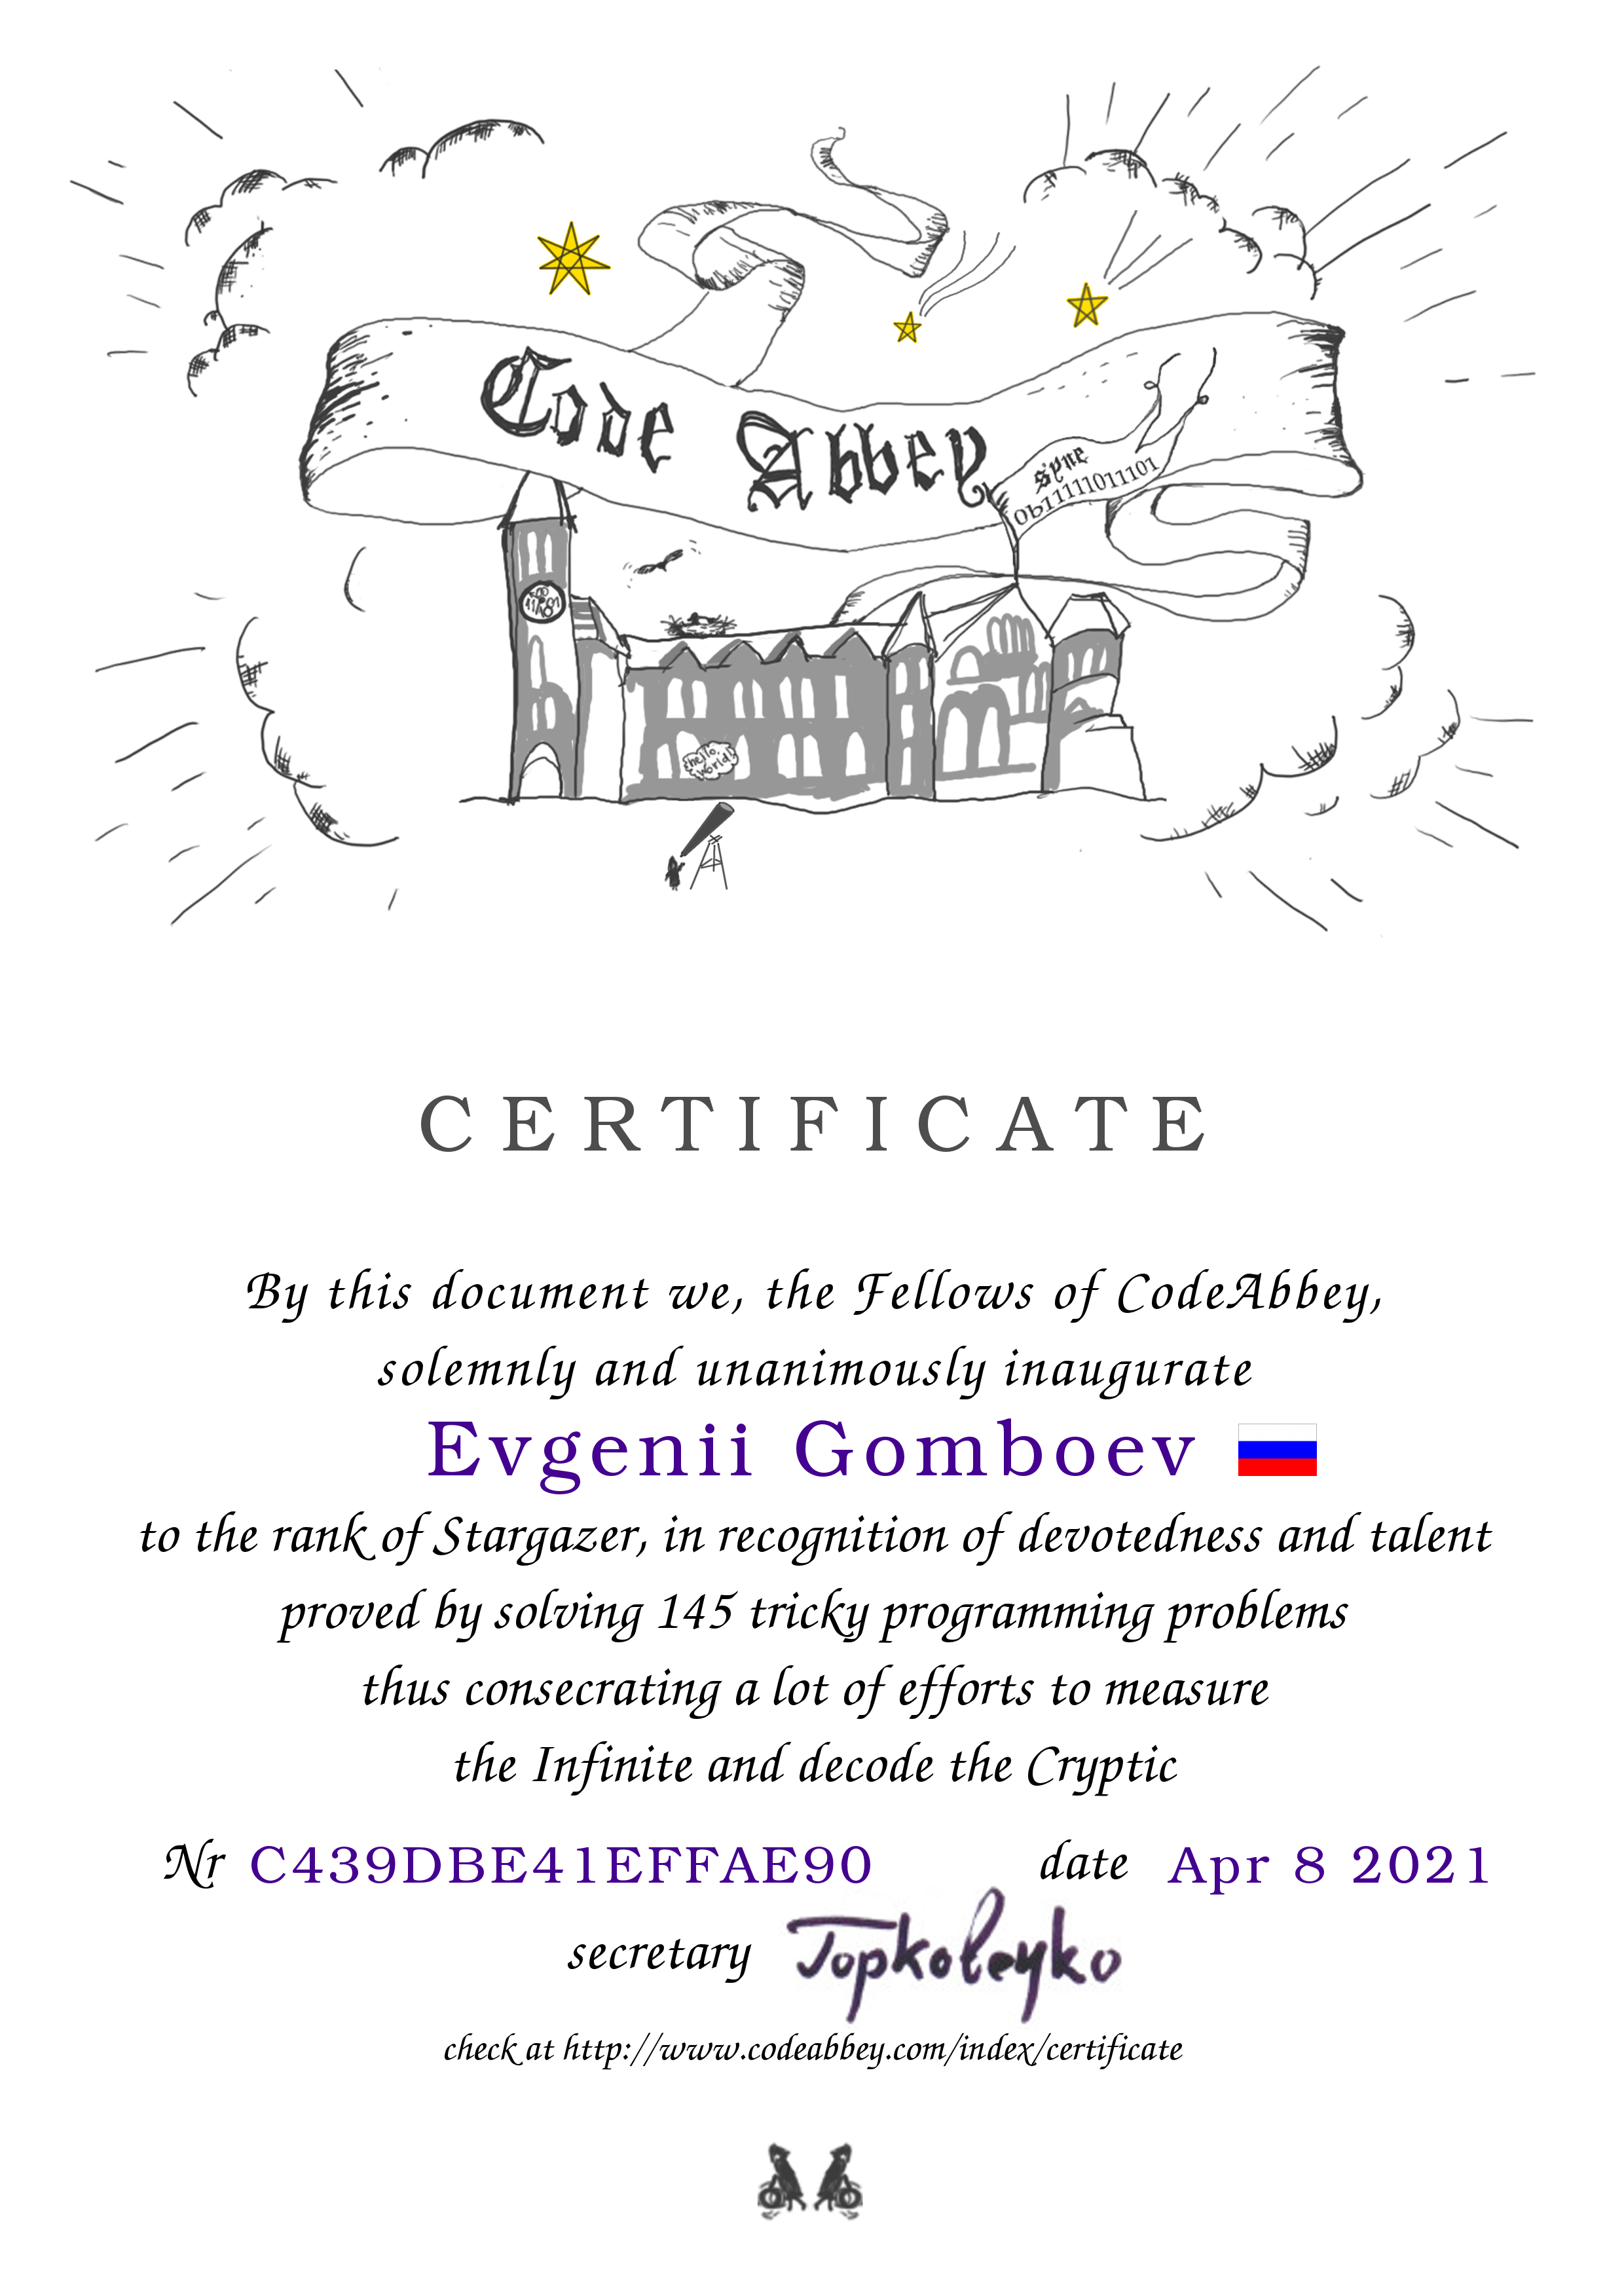 Code Abbey
syne
0b11111011101
hello,
world!
CERTIFICATE
By this document we, the Fellows of CodeAbbey,
solemnly and unanimously inaugurate
Evgenii Gomboev
to the rank of Stargazer, in recognition of devotedness and talent
proved by solving 145 tricky programming problems
thus consecrating a lot of efforts to measure
the Infinite and decode the Cryptic
Nr C439DBE41EFFAE90 date Apr 8 2021
secretary
check at http://www.codeabbey.com/index/certificate